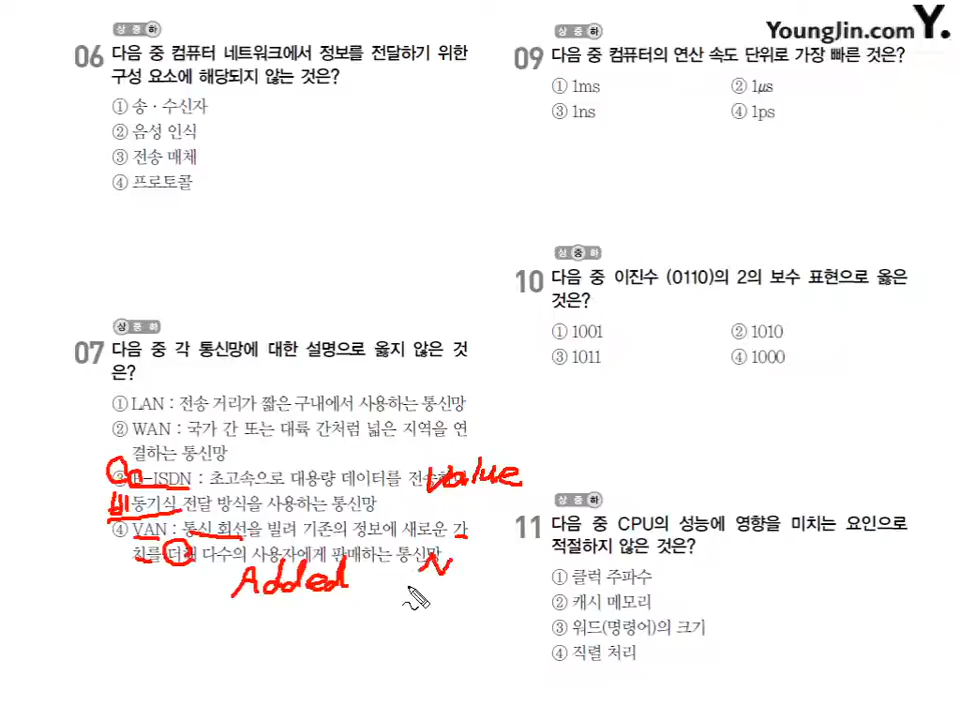 YoungJin.com Y.
상 중 하
06 다음 중 컴퓨터 네트워크에서 정보를 전달하기 위한
구성 요소에 해당되지 않는 것은?
① 송·수신자
② 음성 인식
③ 전송 매체
④ 프로토콜
상 중 하
07 다음 중 각 통신망에 대한 설명으로 옳지 않은 것
은?
① LAN : 전송 거리가 짧은 구내에서 사용하는 통신망
② WAN : 국가 간 또는 대륙 간처럼 넓은 지역을 연
결하는 통신망
③ B-ISDN : 초고속으로 대용량 데이터를 전송하며
Value
비
동기식 전달 방식을 사용하는 통신망
④ VAN : 통신 회선을 빌려 기존의 정보에 새로운 가
치를 더해 다수의 사용자에게 판매하는 통신망
Added
N
상 중 하
09 다음 중 컴퓨터의 연산 속도 단위로 가장 빠른 것은?
① 1ms ② 1μs
③ 1ns ④ 1ps
상 중 하
10 다음 중 이진수 (0110)의 2의 보수 표현으로 옳은
것은?
① 1001 ② 1010
③ 1011 ④ 1000
상 중 하
11 다음 중 CPU의 성능에 영향을 미치는 요인으로
적절하지 않은 것은?
① 클럭 주파수
② 캐시 메모리
③ 워드(명령어)의 크기
④ 직렬 처리